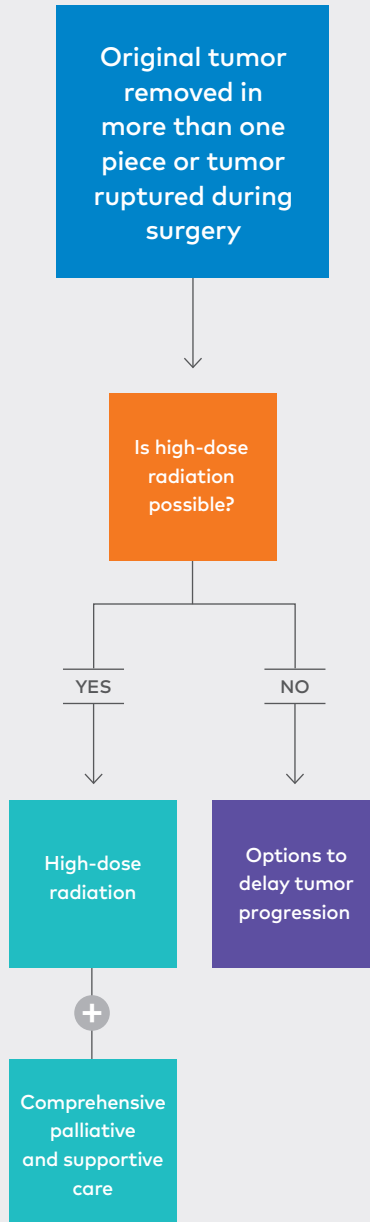 Original tumor
removed in
more than one
piece or tumor
ruptured during
surgery
Is high-dose
radiation
possible?
YES
NO
High-dose
radiation
Options to
delay tumor
progression
+
Comprehensive
palliative
and supportive
care